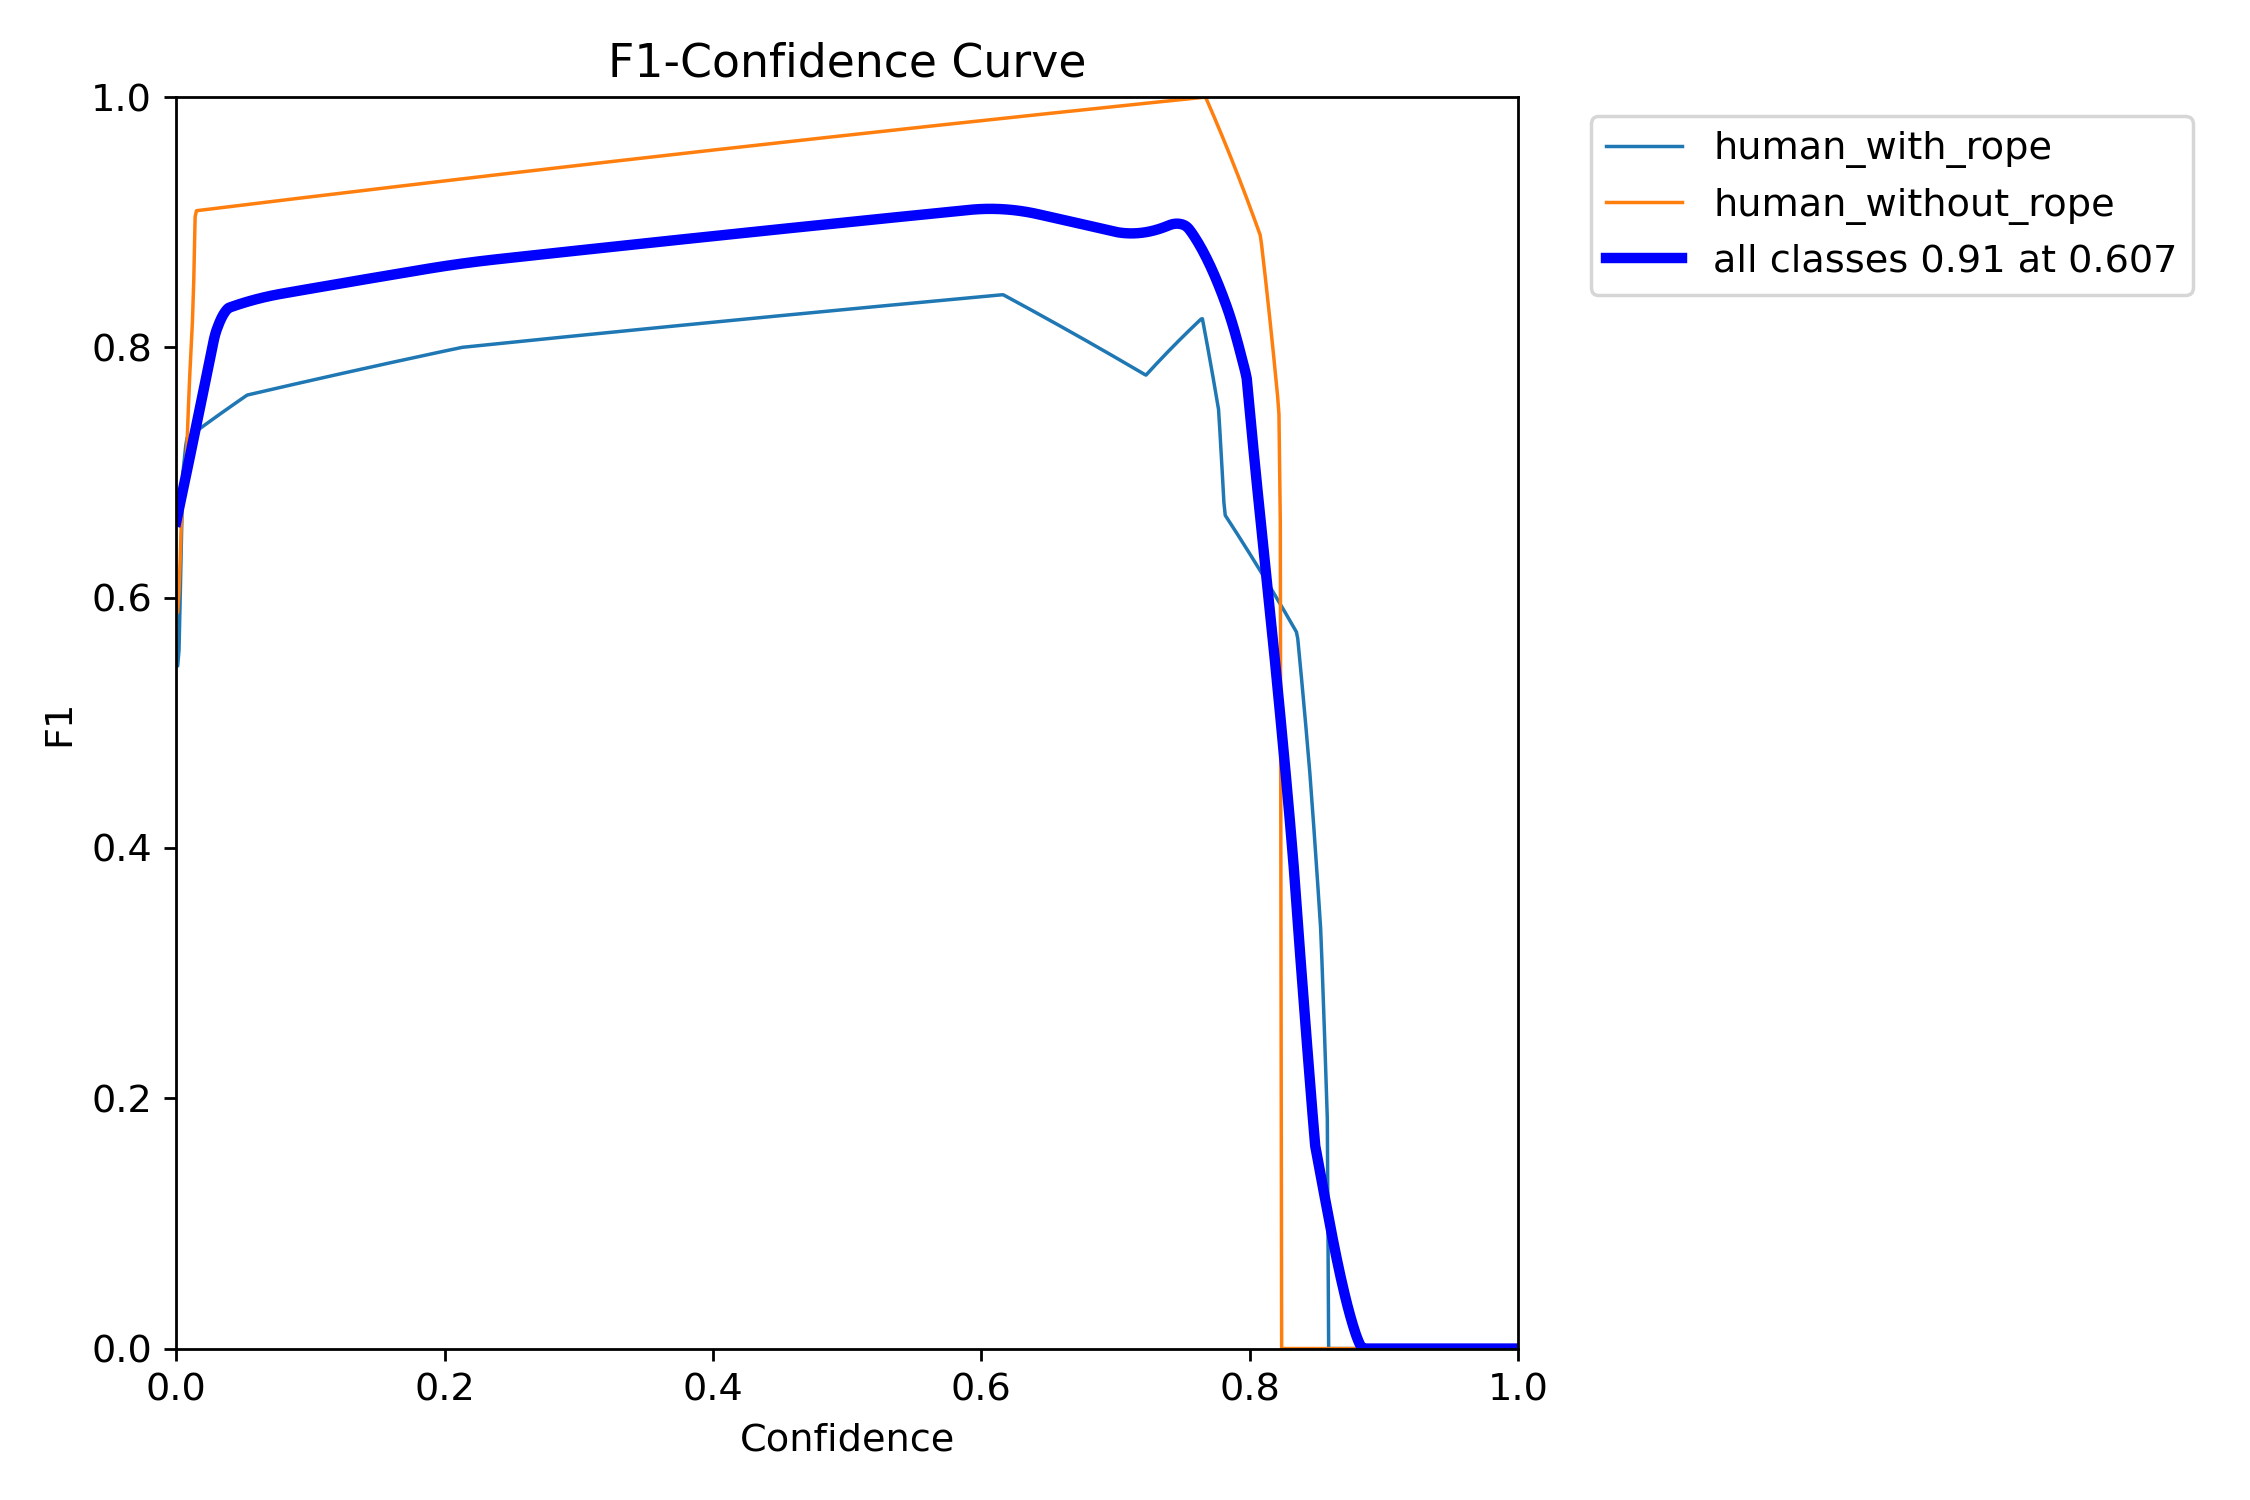 F1-Confidence Curve
1.0
0.8
0.6
0.4
0.2
0.0
F1
0.0 0.2 0.4 0.6 0.8 1.0
Confidence
human_with_rope
human_without_rope
all classes 0.91 at 0.607